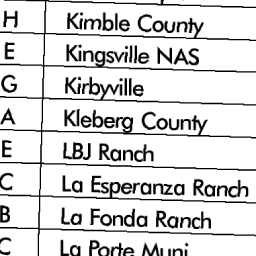 H Kimble County
E Kingsville NAS
G Kirbyville
A Kleberg County
E LBJ Ranch
C La Esperanza Ranch
B La Fonda Ranch
C La Porte Muni